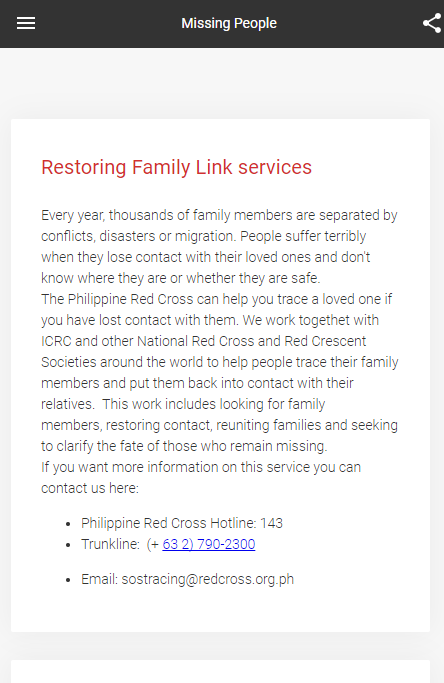 Missing People
Restoring Family Link services
Every year, thousands of family members are separated by
conflicts, disasters or migration. People suffer terribly
when they lose contact with their loved ones and don't
know where they are or whether they are safe.
The Philippine Red Cross can help you trace a loved one if
you have lost contact with them. We work togethet with
ICRC and other National Red Cross and Red Crescent
Societies around the world to help people trace their family
members and put them back into contact with their
relatives.  This work includes looking for family
members, restoring contact, reuniting families and seeking
to clarify the fate of those who remain missing.
If you want more information on this service you can
contact us here:
• Philippine Red Cross Hotline: 143
• Trunkline:  (+ 63 2) 790-2300
• Email: sostracing@redcross.org.ph